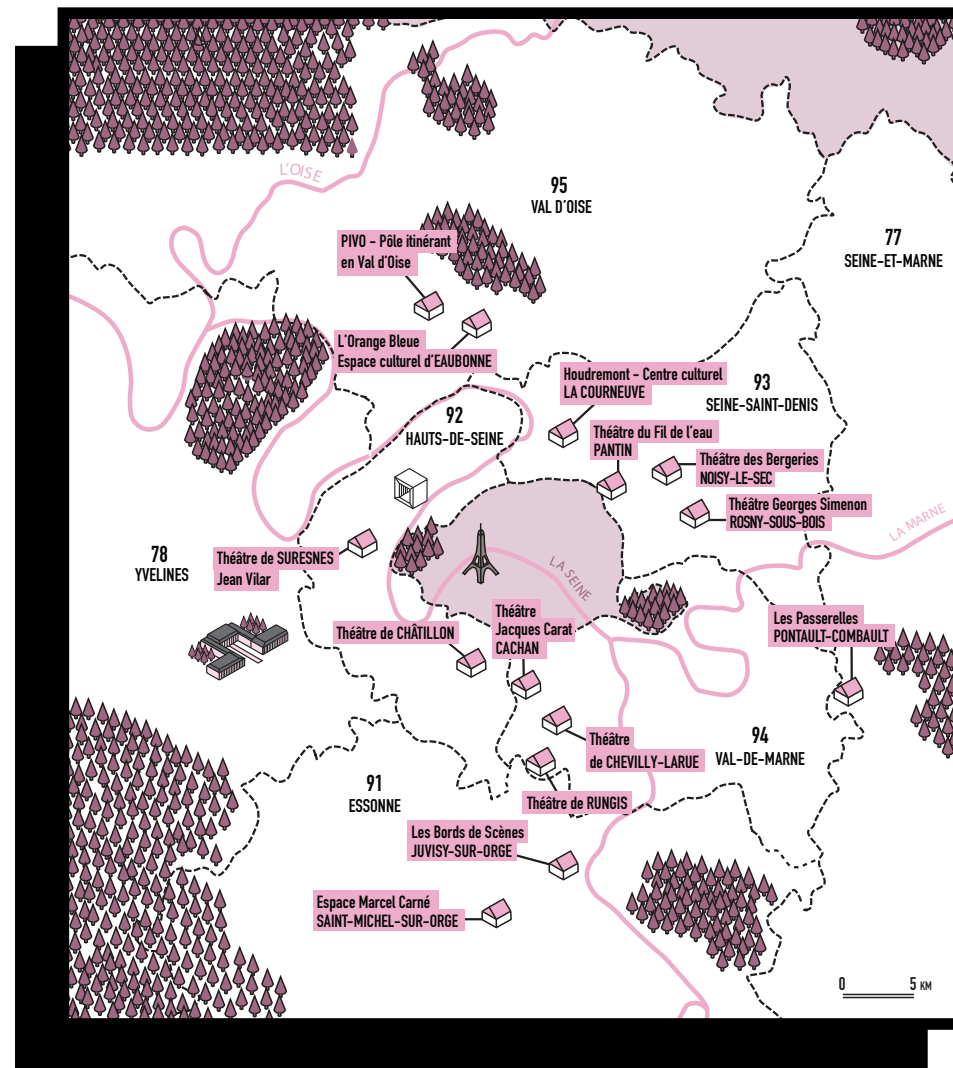 L'OISE
95
VAL D'OISE
77
SEINE-ET-MARNE
PIVO - Pôle itinérant
en Val d'Oise
L'Orange Bleue
Espace culturel d'EAUBONNE
Houdremont - Centre culturel
LA COURNEUVE
93
SEINE-SAINT-DENIS
92
HAUTS-DE-SEINE
Théâtre du Fil de l'eau
PANTIN
Théâtre des Bergeries
NOISY-LE-SEC
Théâtre Georges Simenon
ROSNY-SOUS-BOIS
LA MARNE
78
YVELINES
Théâtre de SURESNES
Jean Vilar
LA SEINE
Théâtre de CHÂTILLON
Théâtre
Jacques Carat
CACHAN
Les Passerelles
PONTAULT-COMBAULT
Théâtre
de CHEVILLY-LARUE
94
VAL-DE-MARNE
91
ESSONNE
Théâtre de RUNGIS
Les Bords de Scènes
JUVISY-SUR-ORGE
Espace Marcel Carné
SAINT-MICHEL-SUR-ORGE
0 5 KM